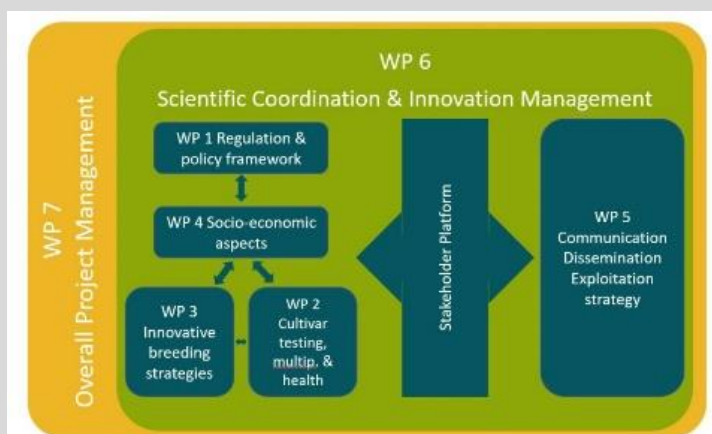 WP 6
Scientific Coordination & Innovation Management
WP 7
Overall Project Management
WP 1 Regulation &
policy framework
WP 4 Socio-economic
aspects
WP 3
Innovative
breeding
strategies
WP 2
Cultivar
testing,
multip. &
health
Stakeholder Platform
WP 5
Communication
Dissemination
Exploitation
strategy